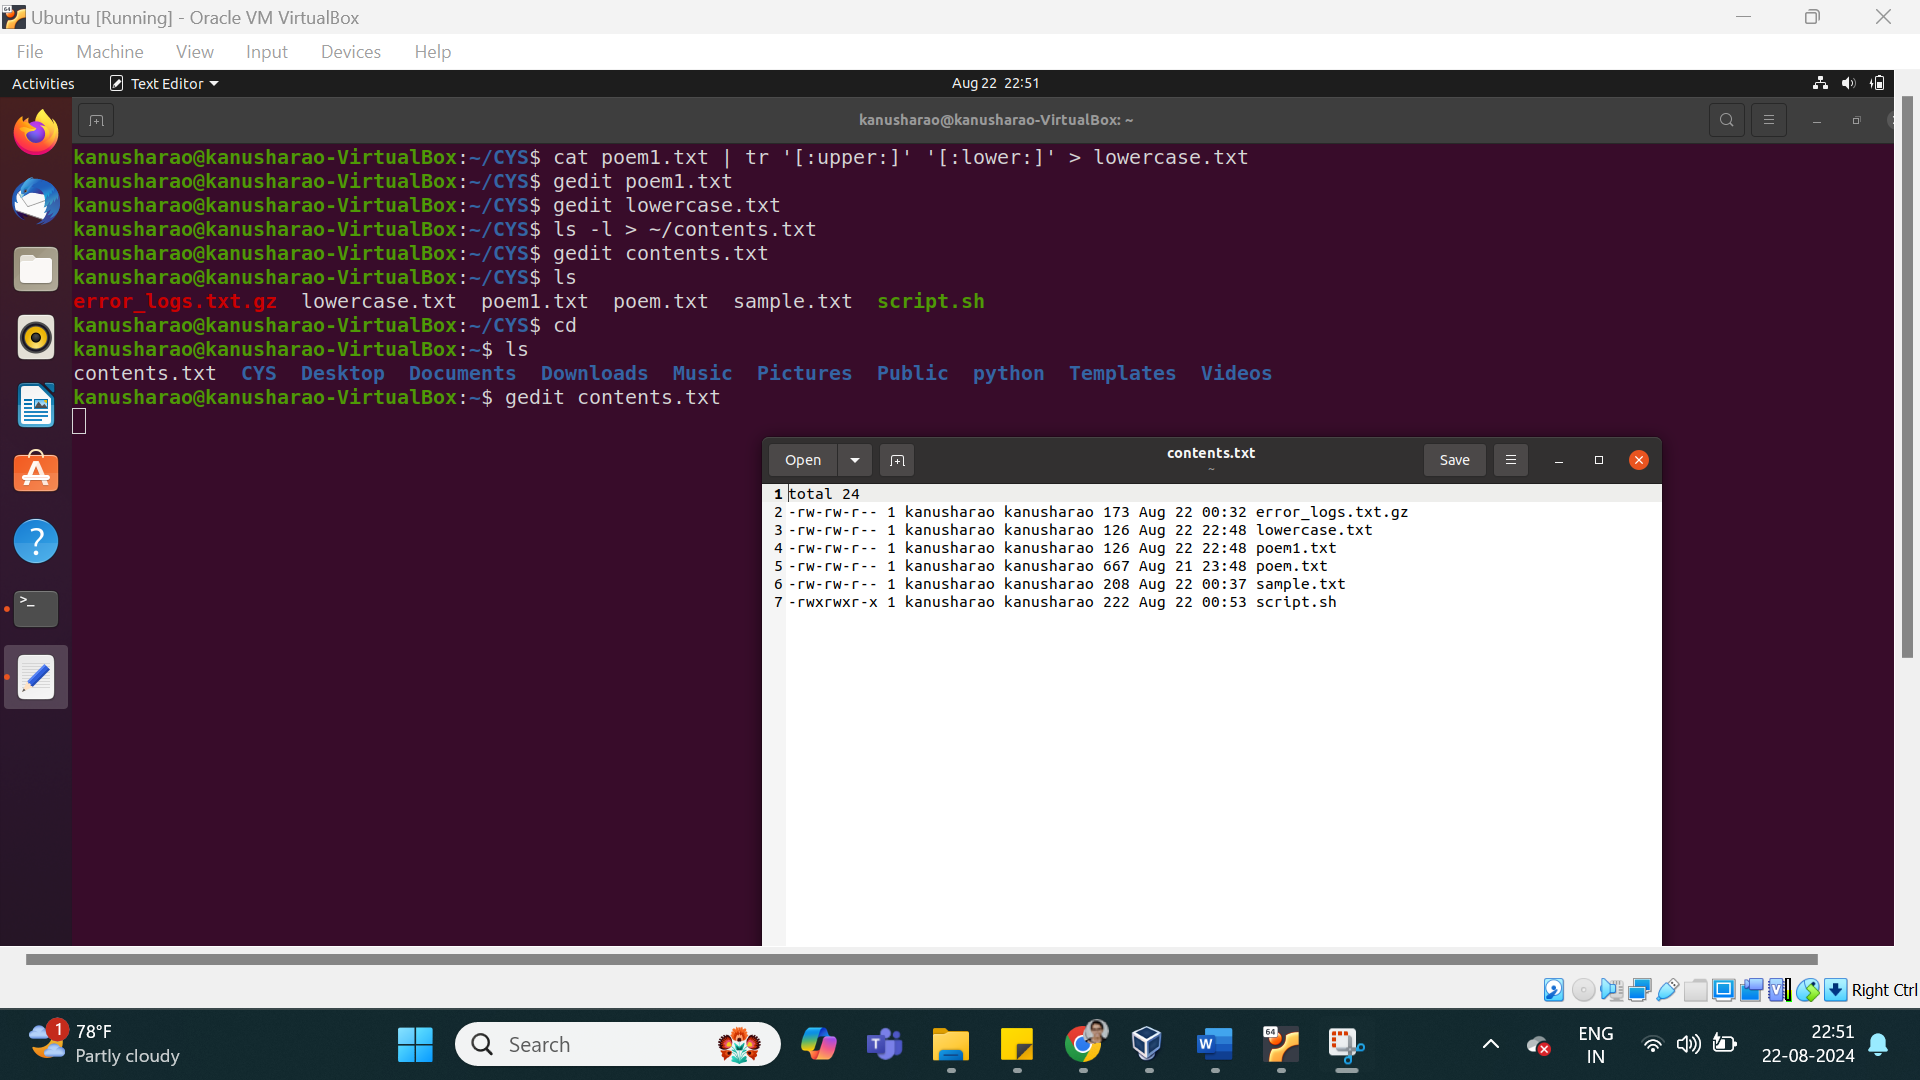 Ubuntu [Running] - Oracle VM VirtualBox
File Machine View Input Devices Help
Activities Text Editor Aug 22 22:51
kanusharao@kanusharao-VirtualBox: ~
kanusharao@kanusharao-VirtualBox:~/CYS$ cat poem1.txt | tr '[:upper:]' '[:lower:]' > lowercase.txt
kanusharao@kanusharao-VirtualBox:~/CYS$ gedit poem1.txt
kanusharao@kanusharao-VirtualBox:~/CYS$ gedit lowercase.txt
kanusharao@kanusharao-VirtualBox:~/CYS$ ls -l > ~/contents.txt
kanusharao@kanusharao-VirtualBox:~/CYS$ gedit contents.txt
kanusharao@kanusharao-VirtualBox:~/CYS$ ls
error_logs.txt.gz lowercase.txt poem1.txt poem.txt sample.txt script.sh
kanusharao@kanusharao-VirtualBox:~/CYS$ cd
kanusharao@kanusharao-VirtualBox:~$ ls
contents.txt CYS Desktop Documents Downloads Music Pictures Public python Templates Videos
kanusharao@kanusharao-VirtualBox:~$ gedit contents.txt
Open contents.txt Save
~
1 total 24
2 -rw-rw-r-- 1 kanusharao kanusharao 173 Aug 22 00:32 error_logs.txt.gz
3 -rw-rw-r-- 1 kanusharao kanusharao 126 Aug 22 22:48 lowercase.txt
4 -rw-rw-r-- 1 kanusharao kanusharao 126 Aug 22 22:48 poem1.txt
5 -rw-rw-r-- 1 kanusharao kanusharao 667 Aug 21 23:48 poem.txt
6 -rw-rw-r-- 1 kanusharao kanusharao 208 Aug 22 00:37 sample.txt
7 -rwxrwxr-x 1 kanusharao kanusharao 222 Aug 22 00:53 script.sh
Right Ctrl
1 78°F
Partly cloudy
Search
64
ENG
IN
22:51
22-08-2024